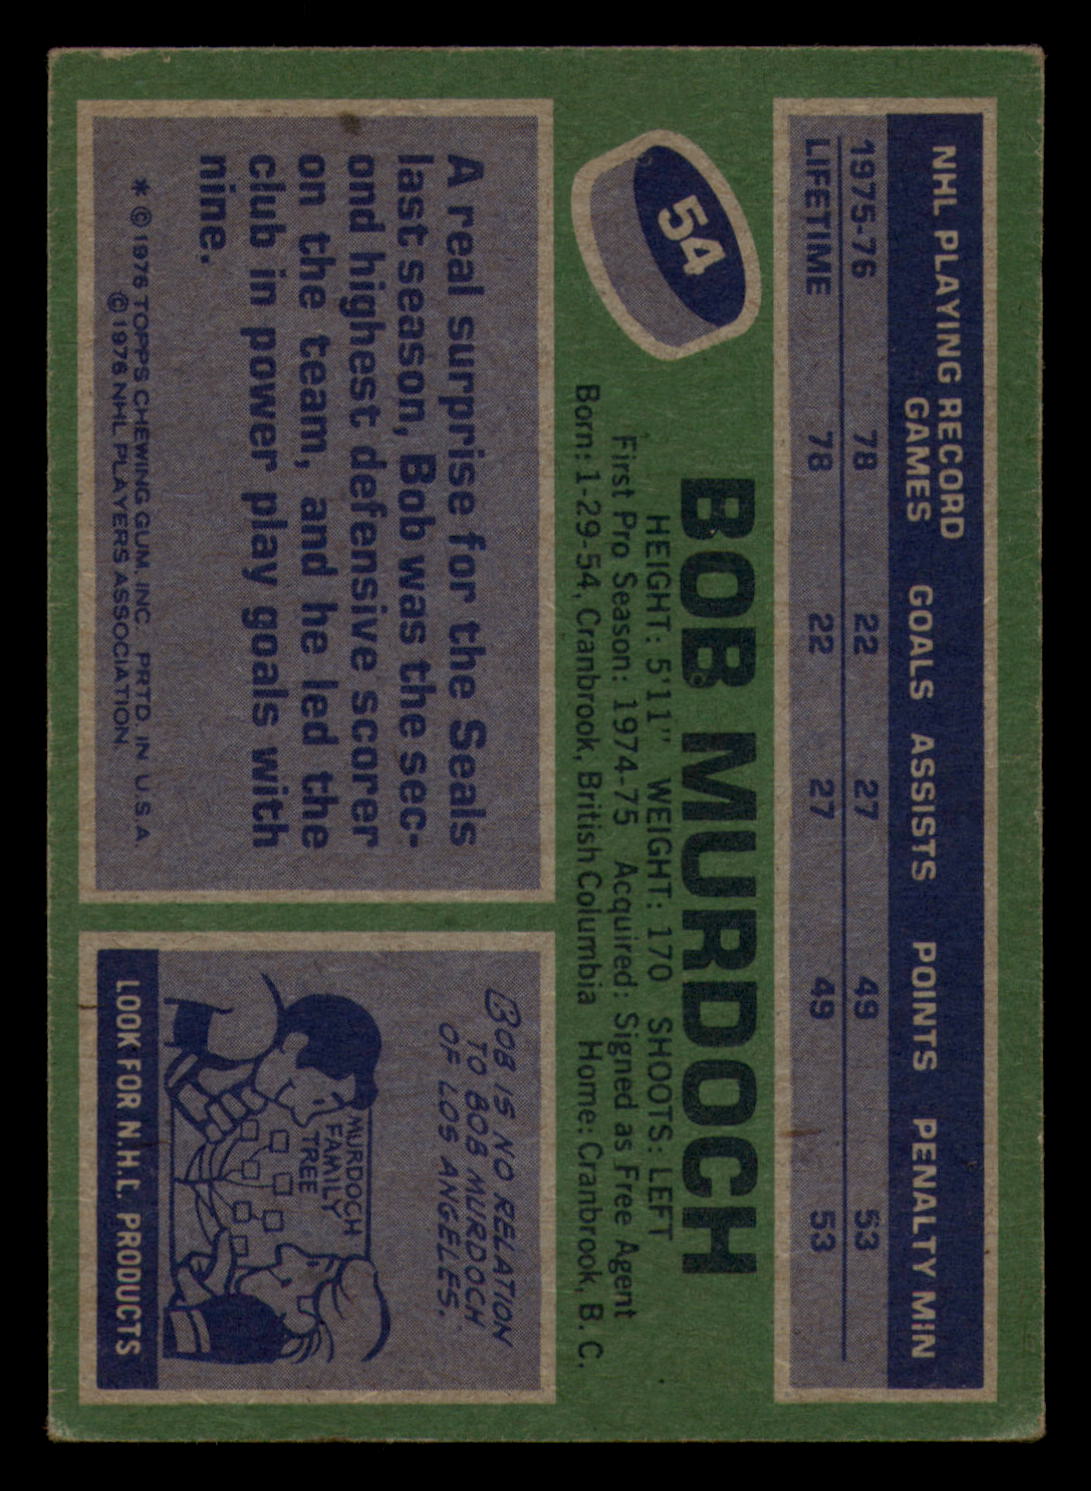 NHL PLAYING RECORD
GAMES GOALS ASSISTS POINTS PENALTY MIN
1975-76 78 22 27 49 53
LIFETIME 78 22 27 49 53
54
BOB MURDOCH
HEIGHT: 5'11" WEIGHT: 170 SHOOTS: LEFT
First Pro Season: 1974-75 Acquired: Signed as Free Agent
Born: 1-29-54, Cranbrook, British Columbia Home: Cranbrook, B. C.
A real surprise for the Seals
last season, Bob was the sec-
ond highest defensive scorer
on the team, and he led the
club in power play goals with
nine.
* © 1976 TOPPS CHEWING GUM, INC. PRTD. IN U.S.A.
© 1976 NHL PLAYERS ASSOCIATION.
BOB IS NO RELATION
TO BOB MURDOCH
OF LOS ANGELES.
MURDOCH
FAMILY
TREE
LOOK FOR N.H.L. PRODUCTS